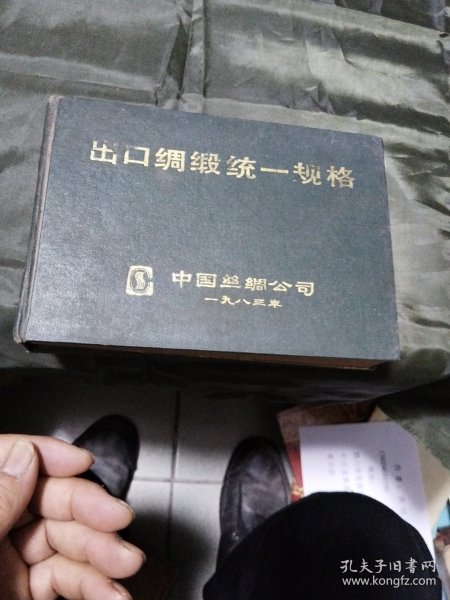 出口绸缎统一规格
中国丝绸公司
一九八三年
孔夫子旧书网
www.kongfz.com